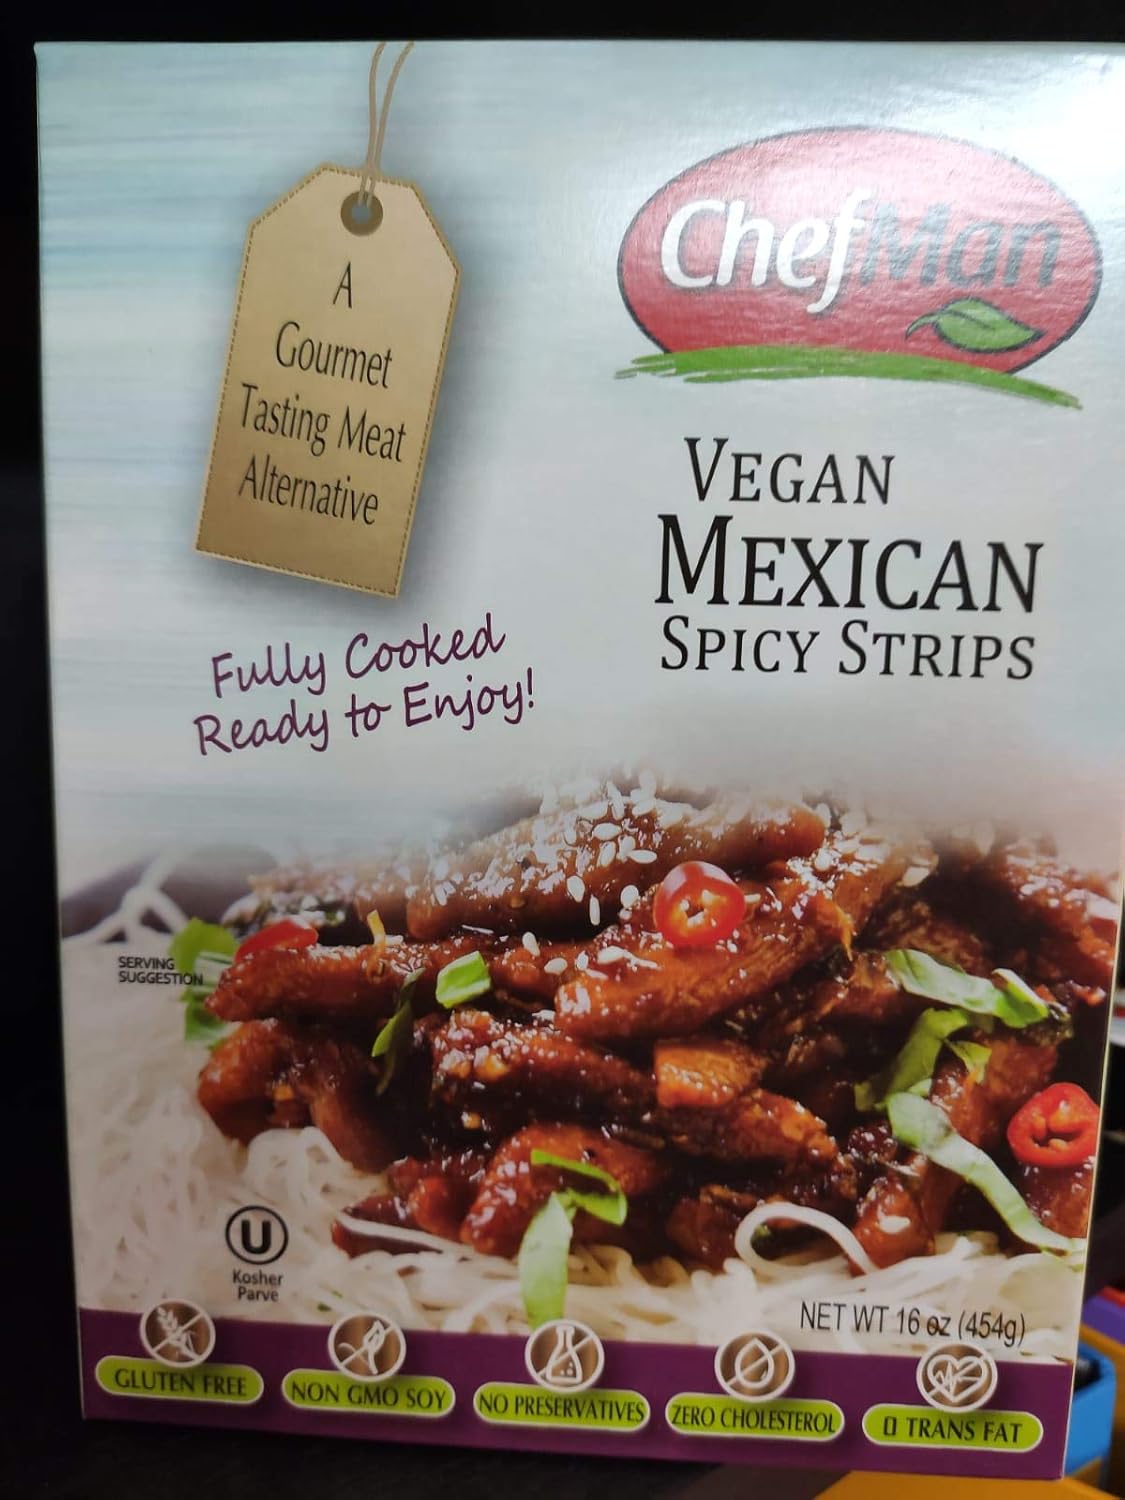 ChefMan
A
Gourmet
Tasting Meat
Alternative
VEGAN
MEXICAN
SPICY STRIPS
Fully Cooked
Ready to Enjoy!
SERVING
SUGGESTION
U
Kosher
Parve
NET WT 16 oz (454g)
GLUTEN FREE
NON GMO SOY
NO PRESERVATIVES
ZERO CHOLESTEROL
0 TRANS FAT